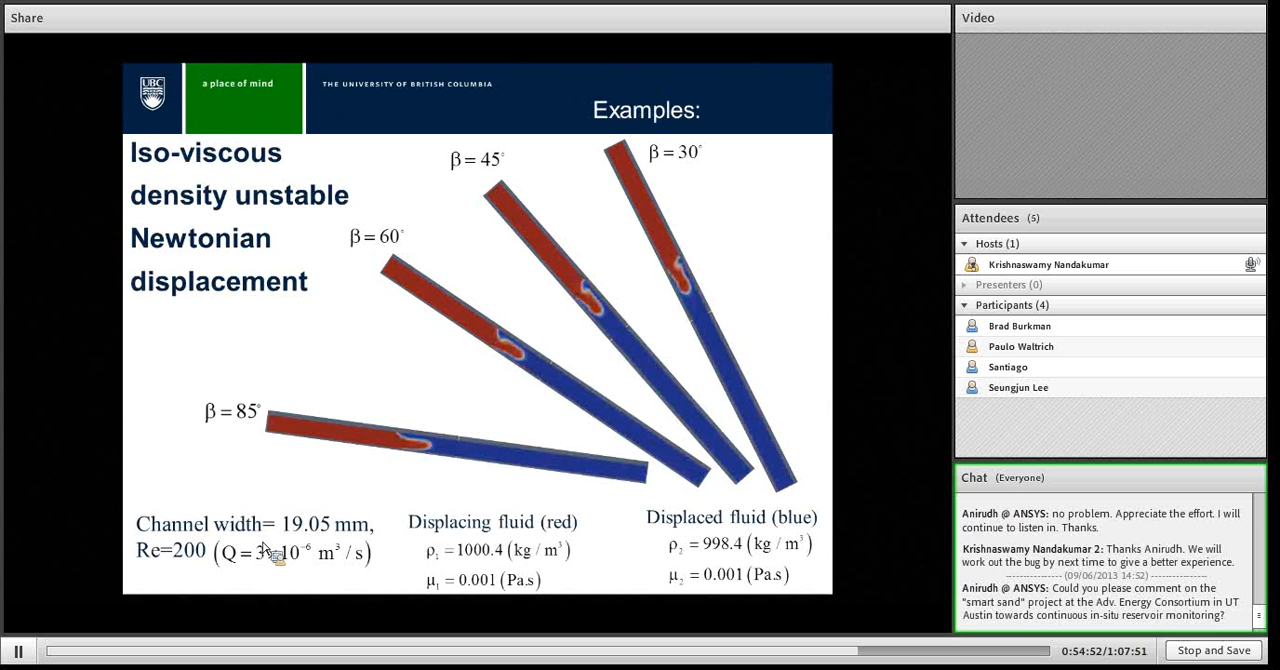 Share
UBC
a place of mind
THE UNIVERSITY OF BRITISH COLUMBIA
Examples:
Iso-viscous
density unstable
Newtonian
displacement
β = 45°
β = 30°
β = 60°
β = 85°
Channel width= 19.05 mm,
Re=200 (Q = 3 10⁻⁶ m³ / s)
Displacing fluid (red)
ρ₁ = 1000.4 (kg / m³)
μ₁ = 0.001 (Pa.s)
Displaced fluid (blue)
ρ₂ = 998.4 (kg / m³)
μ₂ = 0.001 (Pa.s)
Video
Attendees (5)
Hosts (1)
Krishnaswamy Nandakumar
Presenters (0)
Participants (4)
Brad Burkman
Paulo Waltrich
Santiago
Seungjun Lee
Chat (Everyone)
Anirudh @ ANSYS: no problem. Appreciate the effort. I will
continue to listen in. Thanks.
Krishnaswamy Nandakumar 2: Thanks Anirudh. We will
work out the bug by next time to give a better experience.
---------------- (09/06/2013 14:52) ----------------
Anirudh @ ANSYS: Could you please comment on the
"smart sand" project at the Adv. Energy Consortium in UT
Austin towards continuous in-situ reservoir monitoring?
0:54:52/1:07:51
Stop and Save